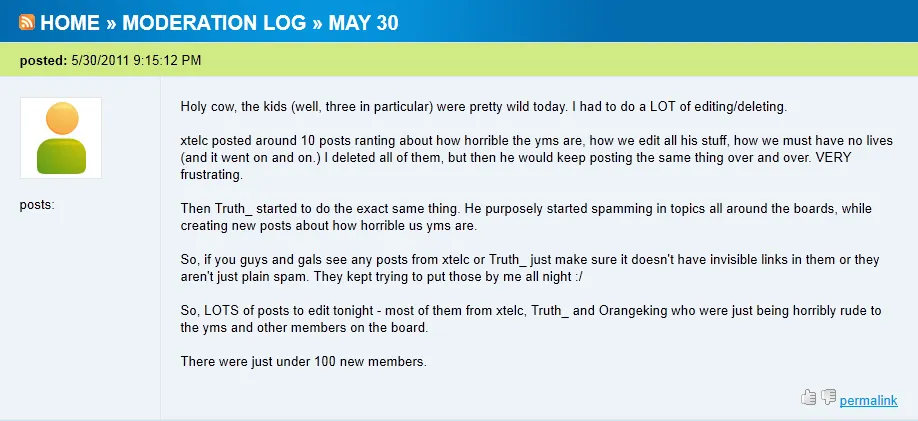 HOME » MODERATION LOG » MAY 30
posted: 5/30/2011 9:15:12 PM
posts:
Holy cow, the kids (well, three in particular) were pretty wild today. I had to do a LOT of editing/deleting.
xtelc posted around 10 posts ranting about how horrible the yms are, how we edit all his stuff, how we must have no lives
(and it went on and on.) I deleted all of them, but then he would keep posting the same thing over and over. VERY
frustrating.
Then Truth_ started to do the exact same thing. He purposely started spamming in topics all around the boards, while
creating new posts about how horrible us yms are.
So, if you guys and gals see any posts from xtelc or Truth_ just make sure it doesn't have invisible links in them or they
aren't just plain spam. They kept trying to put those by me all night :/
So, LOTS of posts to edit tonight - most of them from xtelc, Truth_ and Orangeking who were just being horribly rude to
the yms and other members on the board.
There were just under 100 new members.
permalink